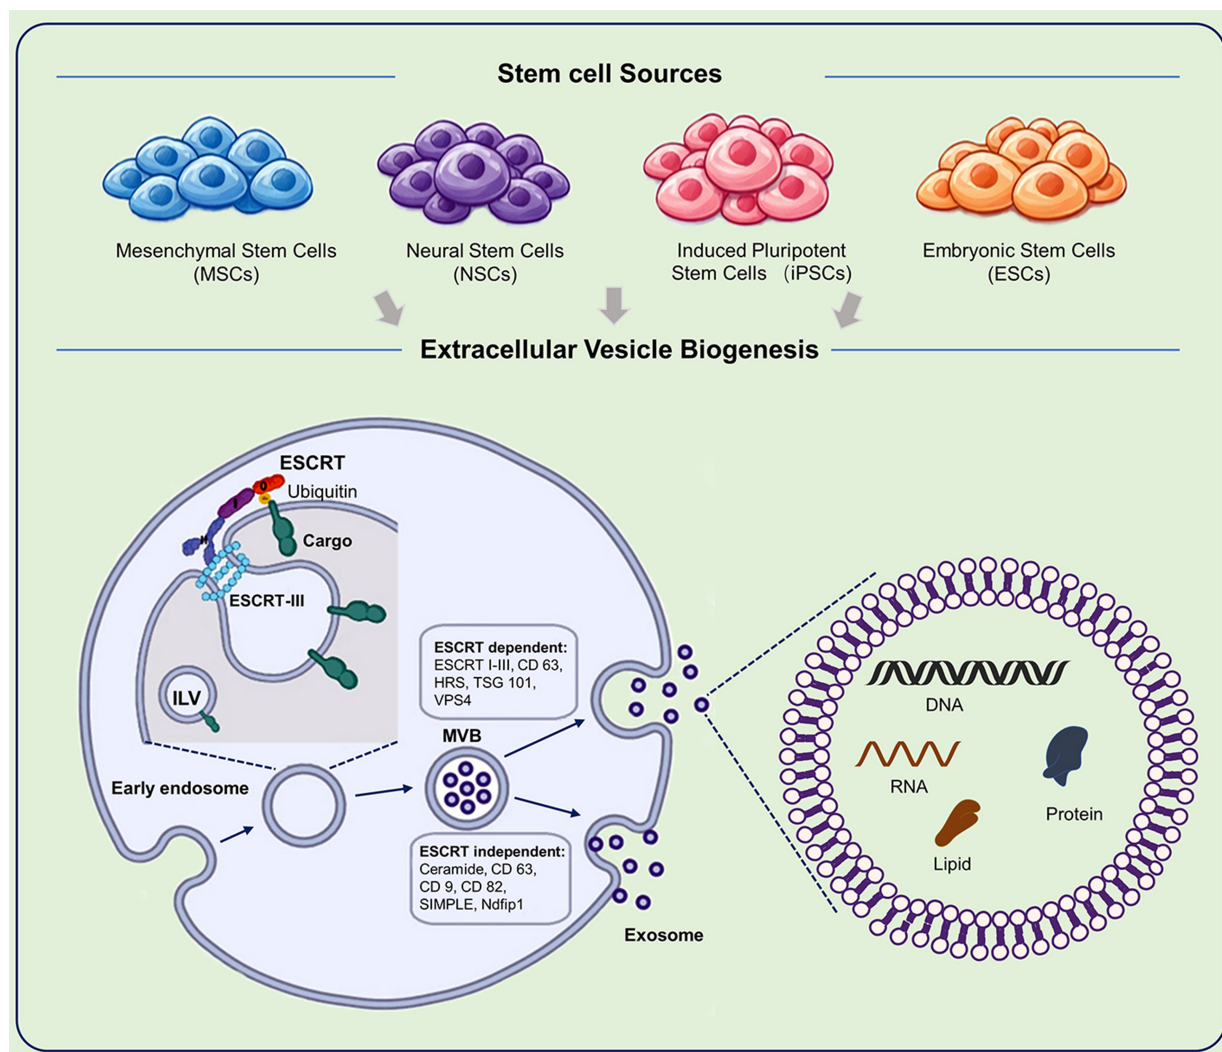 Stem cell Sources
Mesenchymal Stem Cells
(MSCs)
Neural Stem Cells
(NSCs)
Induced Pluripotent
Stem Cells （iPSCs)
Embryonic Stem Cells
(ESCs)
Extracellular Vesicle Biogenesis
ESCRT
0
Ubiquitin
I
II
Cargo
ESCRT-III
ILV
ESCRT dependent:
ESCRT I-III, CD 63,
HRS, TSG 101,
VPS4
MVB
Early endosome
ESCRT independent:
Ceramide, CD 63,
CD 9, CD 82,
SIMPLE, Ndfip1
Exosome
DNA
RNA
Protein
Lipid